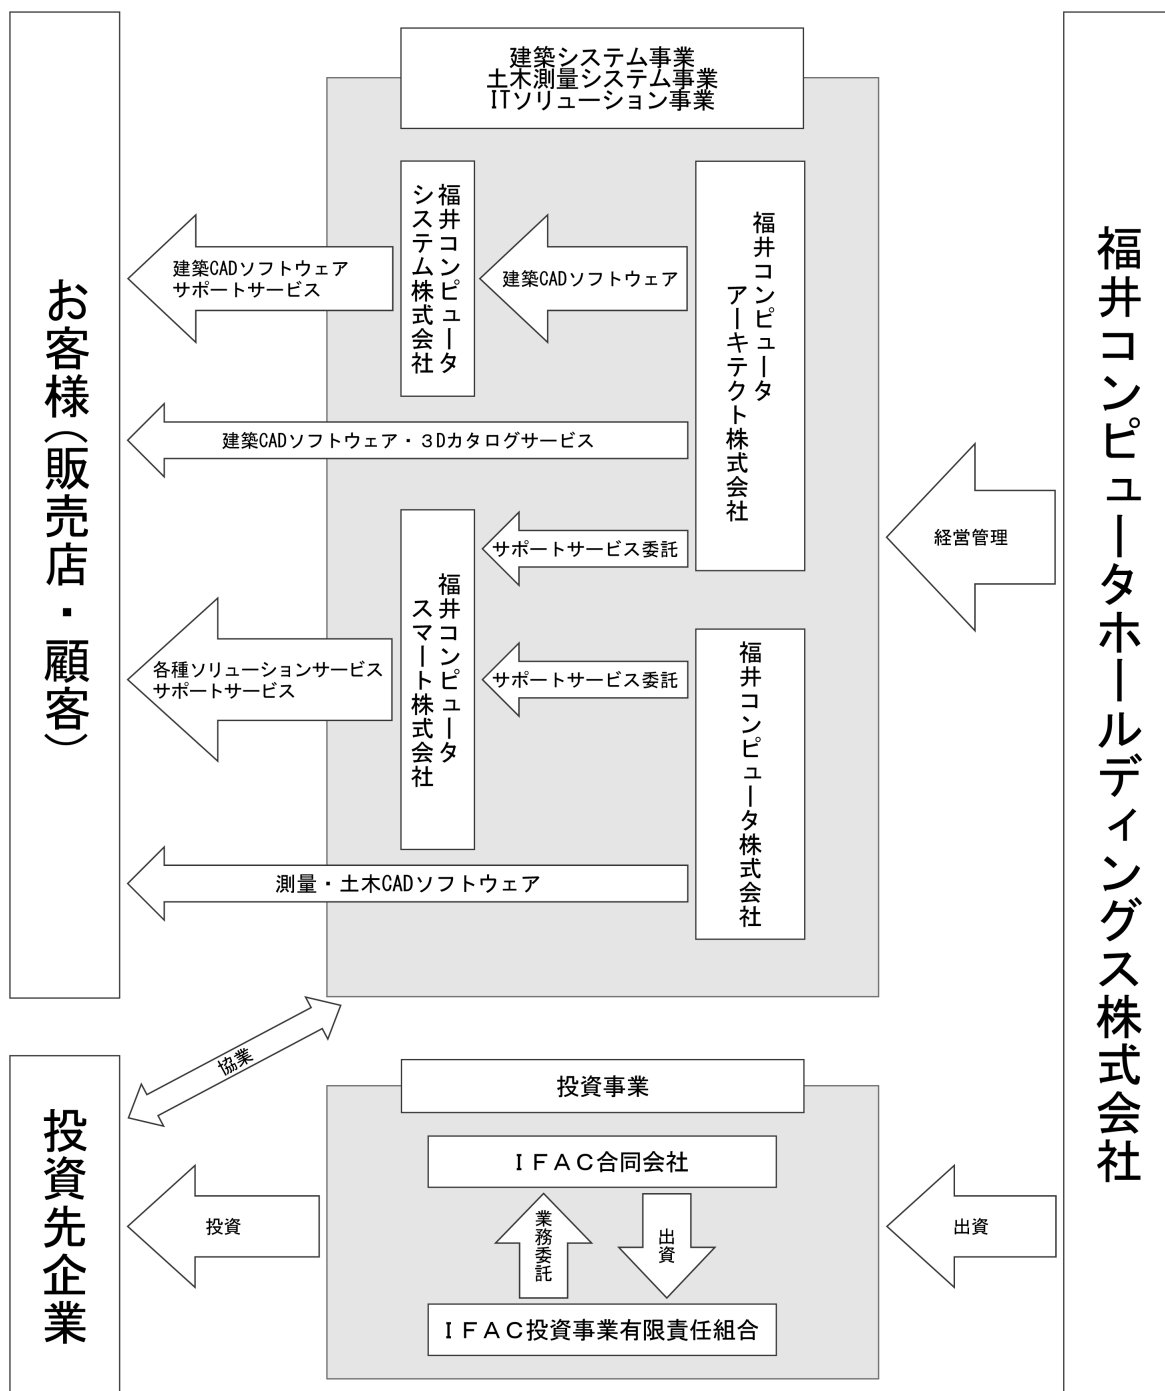 建築システム事業
土木測量システム事業
ITソリューション事業
お客様(販売店・顧客)
福井コンピュータ
システム株式会社
福井コンピュータ
アーキテクト株式会社
建築CADソフトウェア
サポートサービス
建築CADソフトウェア
建築CADソフトウェア・３Dカタログサービス
福井コンピュータ
スマート株式会社
サポートサービス委託
各種ソリューションサービス
サポートサービス
サポートサービス委託
福井コンピュータ株式会社
測量・土木CADソフトウェア
経営管理
福井コンピュータホールディングス株式会社
協業
投資先企業
投資事業
ＩＦＡＣ合同会社
投資
業務委託
出資
ＩＦＡＣ投資事業有限責任組合
出資